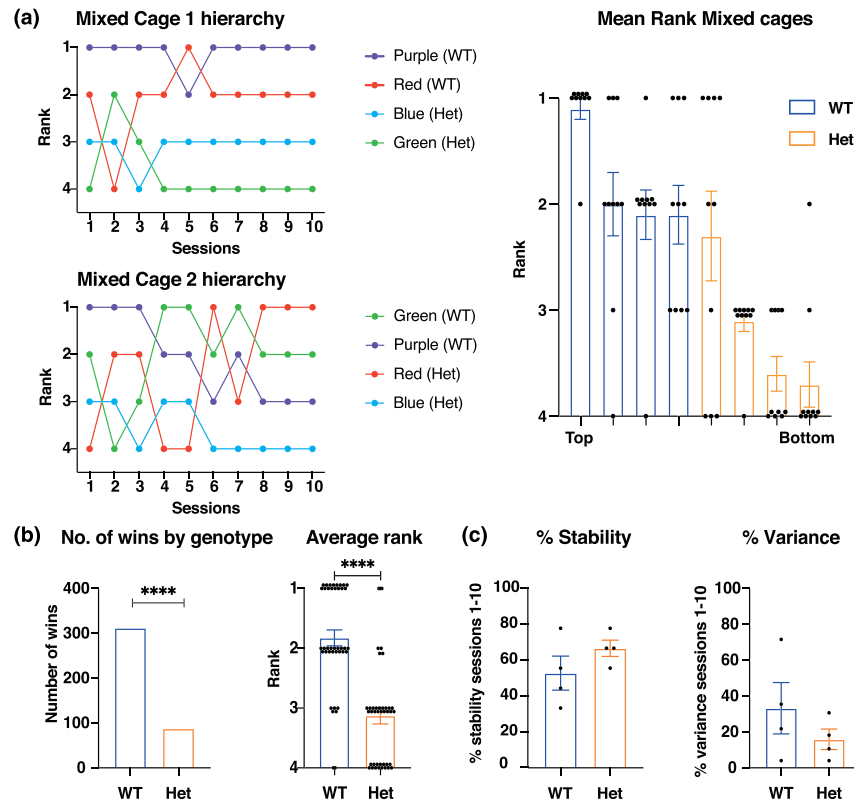 (a)
Mixed Cage 1 hierarchy
1
2
3
4
Rank
1 2 3 4 5 6 7 8 9 10
Sessions
Purple (WT)
Red (WT)
Blue (Het)
Green (Het)
Mixed Cage 2 hierarchy
1
2
3
4
Rank
1 2 3 4 5 6 7 8 9 10
Sessions
Green (WT)
Purple (WT)
Red (Het)
Blue (Het)
Mean Rank Mixed cages
1
2
3
4
Rank
Top Bottom
WT
Het
(b)
No. of wins by genotype
****
400
300
200
100
0
Number of wins
WT Het
Average rank
****
1
2
3
4
Rank
WT Het
(c)
% Stability
100
80
60
40
20
0
% stability sessions 1-10
WT Het
% Variance
100
80
60
40
20
0
% variance sessions 1-10
WT Het